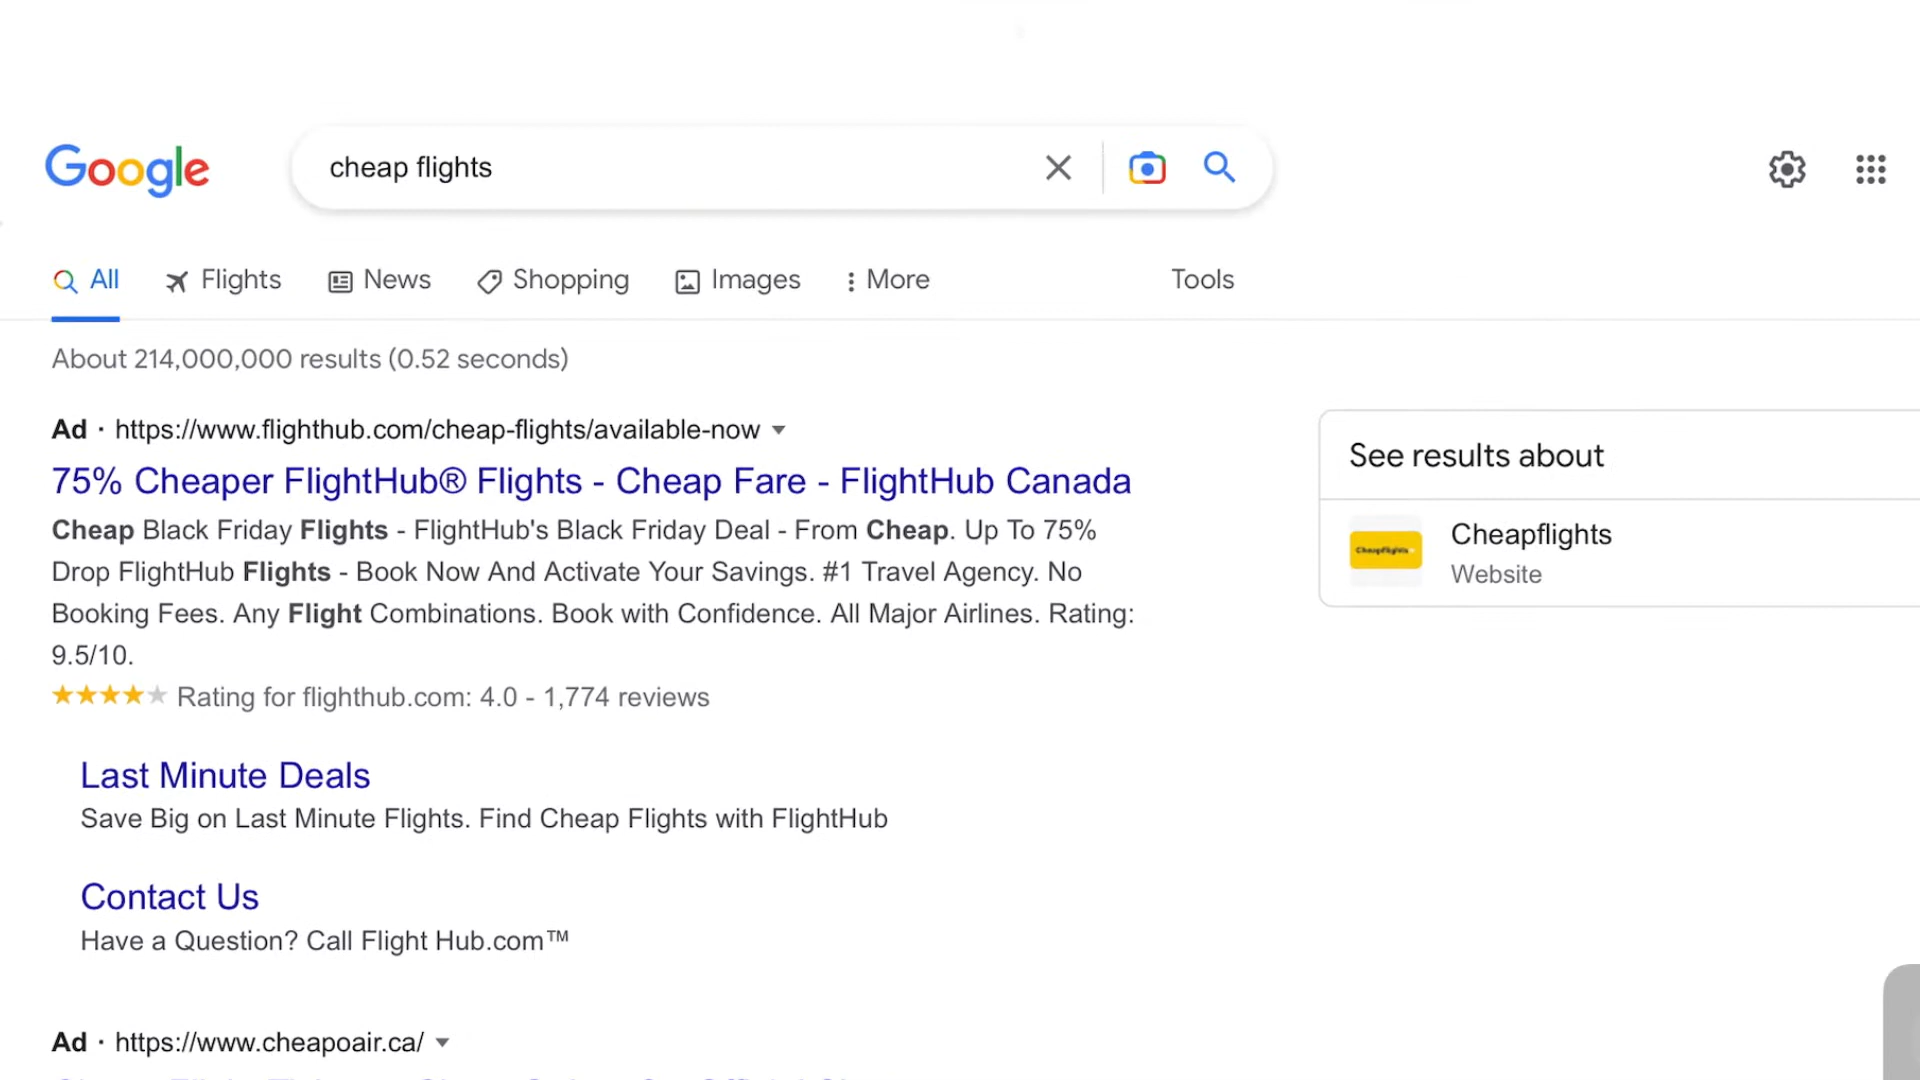 Google
cheap flights
All Flights News Shopping Images More Tools
About 214,000,000 results (0.52 seconds)
Ad · https://www.flighthub.com/cheap-flights/available-now
75% Cheaper FlightHub® Flights - Cheap Fare - FlightHub Canada
Cheap Black Friday Flights - FlightHub's Black Friday Deal - From Cheap. Up To 75%
Drop FlightHub Flights - Book Now And Activate Your Savings. #1 Travel Agency. No
Booking Fees. Any Flight Combinations. Book with Confidence. All Major Airlines. Rating:
9.5/10.
Rating for flighthub.com: 4.0 - 1,774 reviews
Last Minute Deals
Save Big on Last Minute Flights. Find Cheap Flights with FlightHub
Contact Us
Have a Question? Call Flight Hub.com™
Ad · https://www.cheapoair.ca/
See results about
Cheapflights
Cheapflights
Website